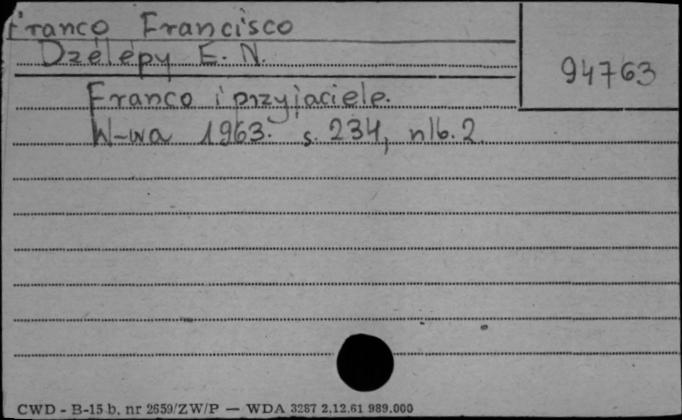 Franco Francisco
Dzélépy E. N.
94763
Franco i przyjaciele.
W-wa 1963. s. 234, nlb. 2.
CWD - B-15 b. nr 2659/ZW/P — WDA 3287 2.12.61 989.000